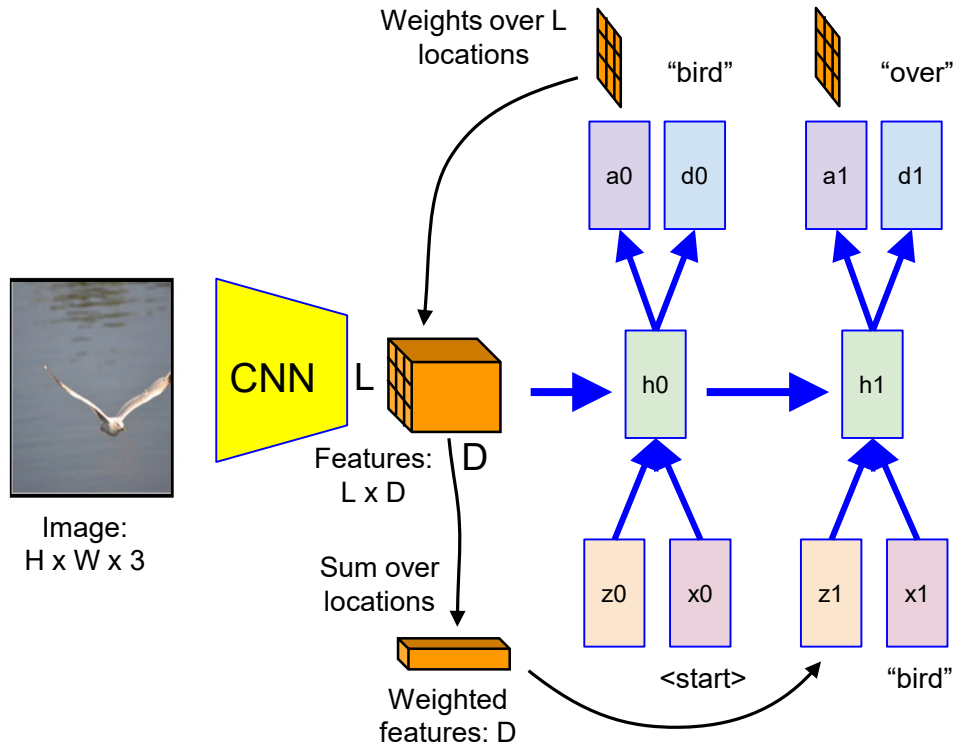 Weights over L
locations
“bird”
“over”
a0
d0
a1
d1
CNN
L
h0
h1
D
Features:
L x D
Image:
H x W x 3
Sum over
locations
z0
x0
z1
x1
<start>
“bird”
Weighted
features: D